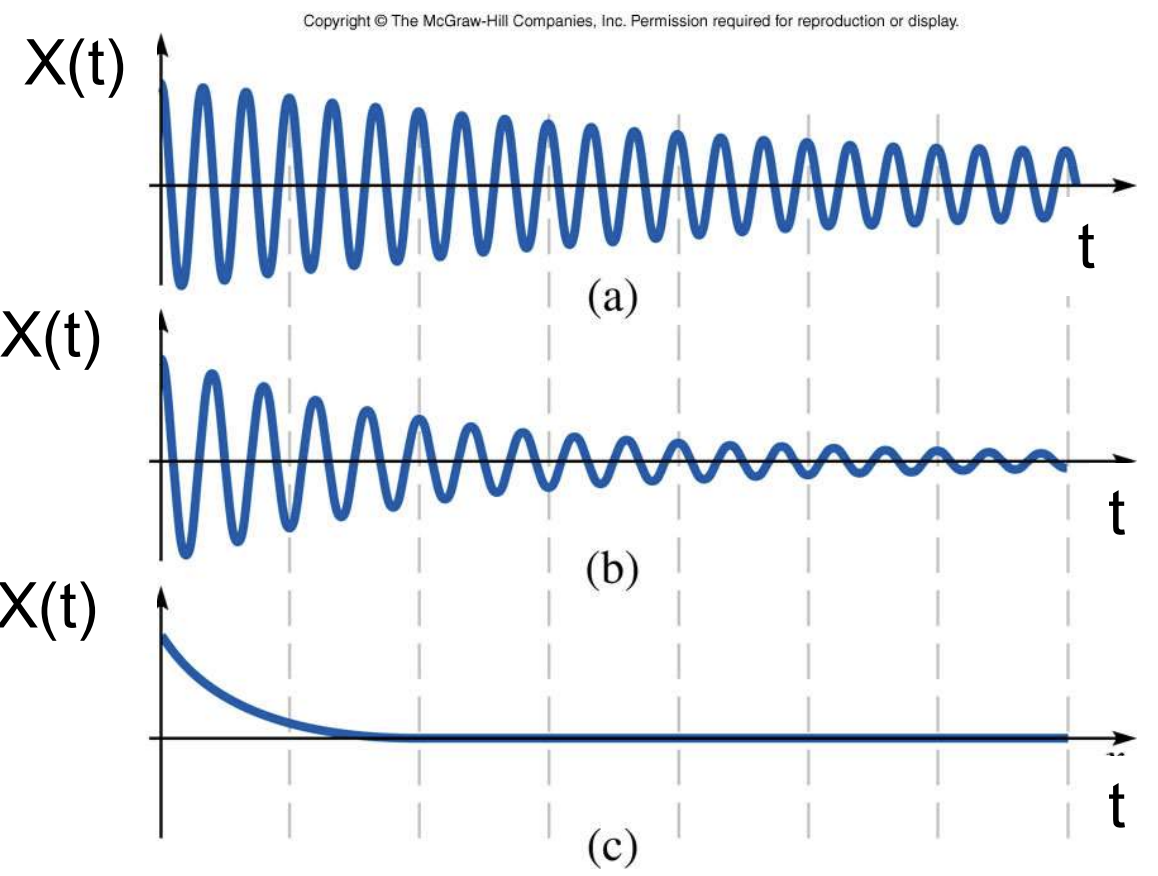 Copyright © The McGraw-Hill Companies, Inc. Permission required for reproduction or display.
X(t)
t
(a)
X(t)
t
(b)
X(t)
t
(c)